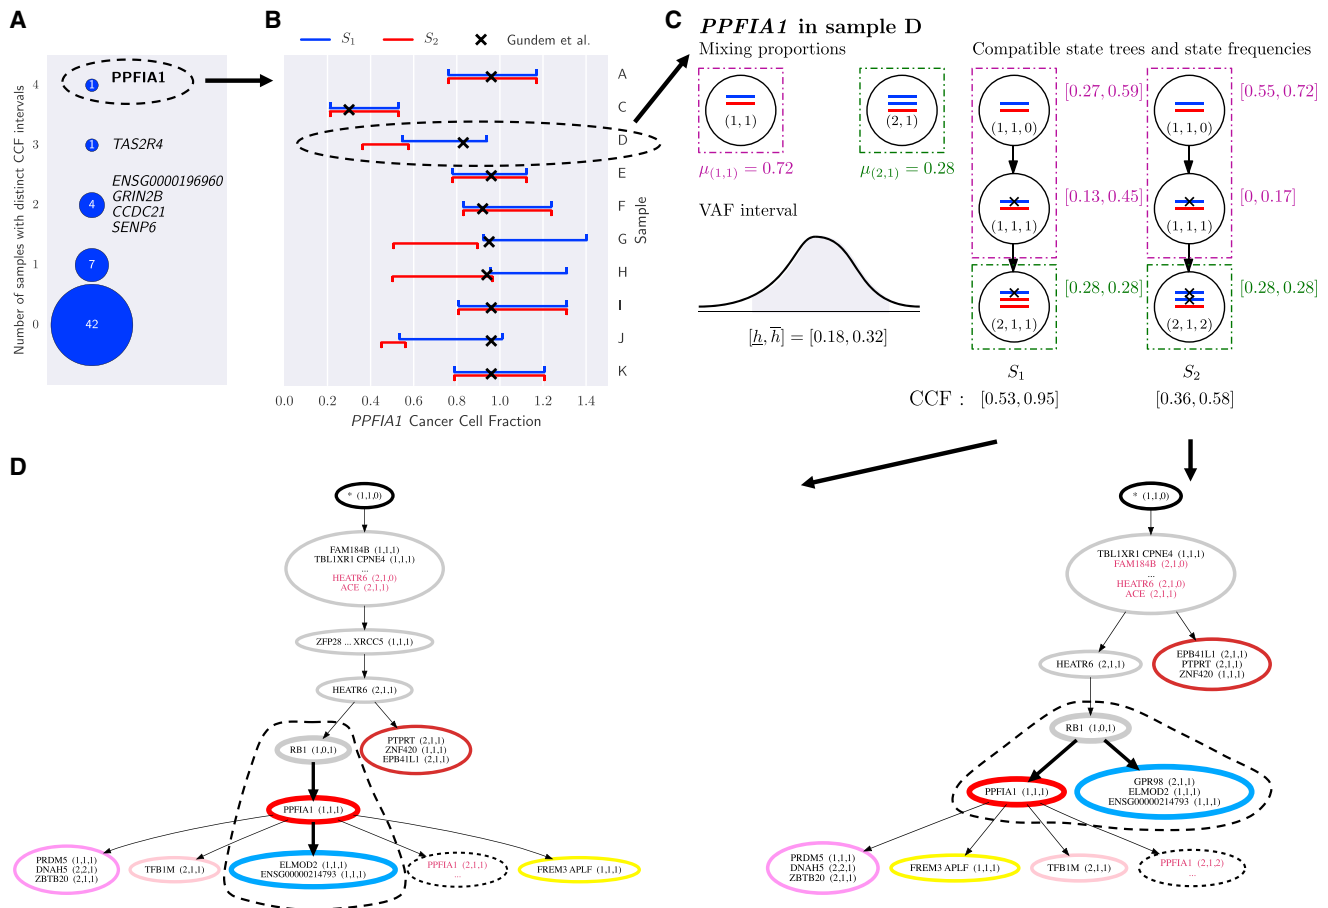 A
Number of samples with distinct CCF intervals
4
3
2
1
0
1
PPFIA1
1
TAS2R4
4
ENSG0000196960
GRIN2B
CCDC21
SENP6
7
42
B
S1 S2 Gundem et al.
A
C
D
E
F
G
H
I
J
K
Sample
0.0 0.2 0.4 0.6 0.8 1.0 1.2 1.4
PPFIA1 Cancer Cell Fraction
C
PPFIA1 in sample D
Mixing proportions
(1, 1)
(2, 1)
μ(1,1) = 0.72
μ(2,1) = 0.28
VAF interval
[h, h] = [0.18, 0.32]
Compatible state trees and state frequencies
(1, 1, 0) [0.27, 0.59] (1, 1, 0) [0.55, 0.72]
(1, 1, 1) [0.13, 0.45] (1, 1, 1) [0, 0.17]
(2, 1, 1) [0.28, 0.28] (2, 1, 2) [0.28, 0.28]
S1 S2
CCF : [0.53, 0.95] [0.36, 0.58]
D
* (1,1,0)
FAM184B (1,1,1)
TBL1XR1 CPNE4 (1,1,1)
...
HEATR6 (2,1,0)
ACE (2,1,1)
ZFP28 ... XRCC5 (1,1,1)
HEATR6 (2,1,1)
RB1 (1,0,1)
PTPRT (2,1,1)
ZNF420 (1,1,1)
EPB41L1 (2,1,1)
PPFIA1 (1,1,1)
PRDM5 (1,1,1)
DNAH5 (2,2,1)
ZBTB20 (2,1,1)
TFB1M (2,1,1)
ELMOD2 (1,1,1)
ENSG00000214793 (1,1,1)
PPFIA1 (2,1,1)
...
FREM3 APLF (1,1,1)
* (1,1,0)
TBL1XR1 CPNE4 (1,1,1)
FAM184B (2,1,0)
...
HEATR6 (2,1,0)
ACE (2,1,1)
HEATR6 (2,1,1)
EPB41L1 (2,1,1)
PTPRT (2,1,1)
ZNF420 (1,1,1)
RB1 (1,0,1)
PPFIA1 (1,1,1)
GPR98 (2,1,1)
ELMOD2 (1,1,1)
ENSG00000214793 (1,1,1)
PRDM5 (1,1,1)
DNAH5 (2,2,1)
ZBTB20 (2,1,1)
FREM3 APLF (1,1,1)
TFB1M (2,1,1)
PPFIA1 (2,1,2)
...